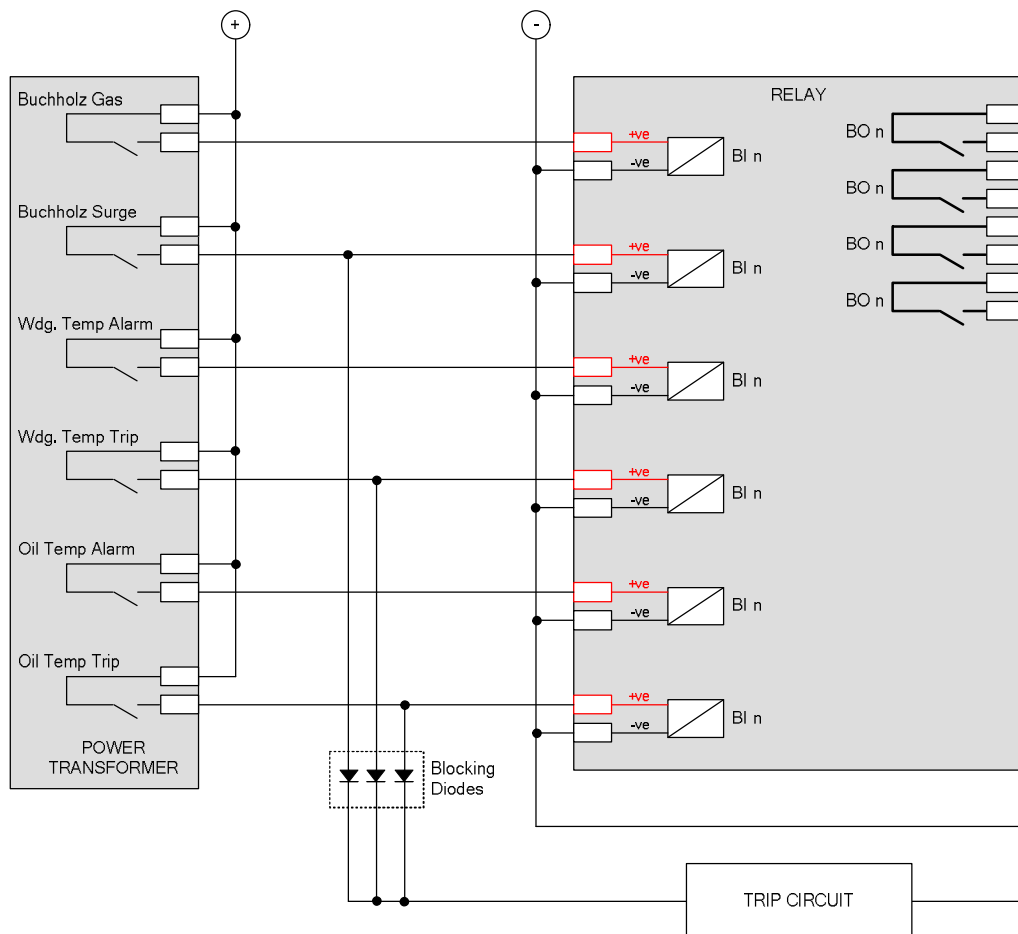 +
-
Buchholz Gas
Buchholz Surge
Wdg. Temp Alarm
Wdg. Temp Trip
Oil Temp Alarm
Oil Temp Trip
POWER
TRANSFORMER
Blocking
Diodes
RELAY
+ve
-ve
BI n
+ve
-ve
BI n
+ve
-ve
BI n
+ve
-ve
BI n
+ve
-ve
BI n
+ve
-ve
BI n
BO n
BO n
BO n
BO n
TRIP CIRCUIT